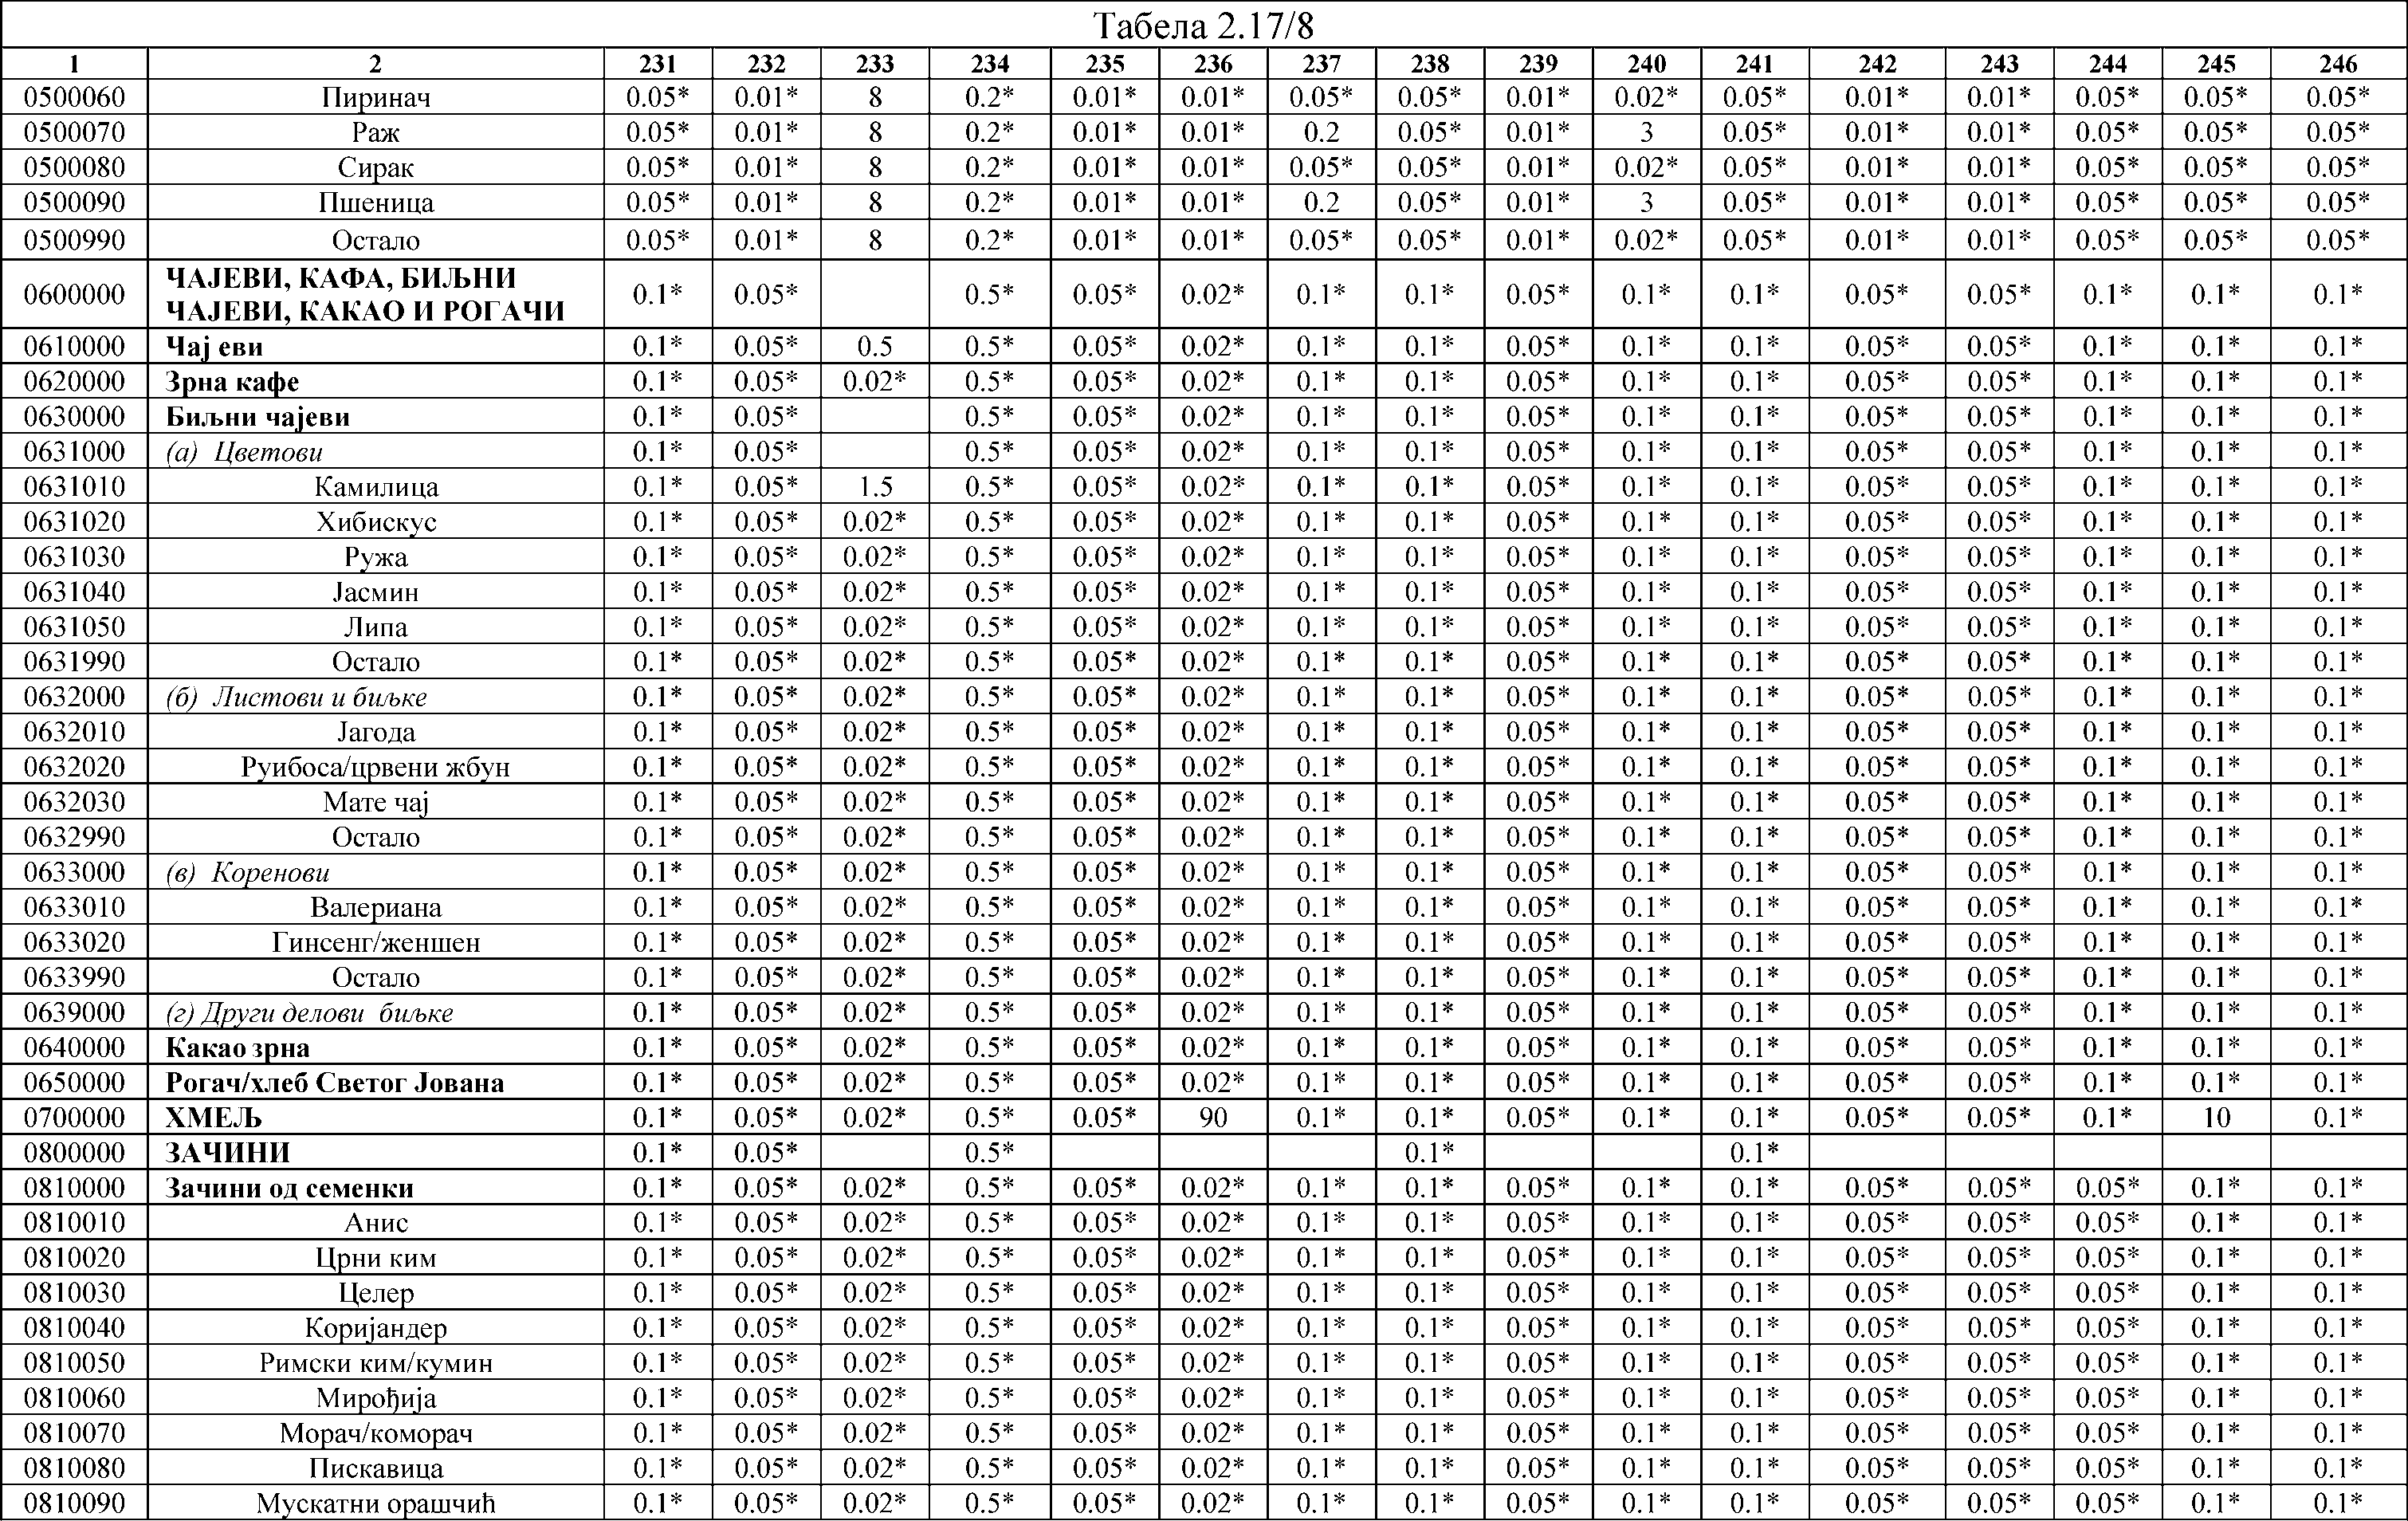 Табела 2.17/8
1 2 231 232 233 234 235 236 237 238 239 240 241 242 243 244 245 246
0500060 Пиринач 0.05* 0.01* 8 0.2* 0.01* 0.01* 0.05* 0.05* 0.01* 0.02* 0.05* 0.01* 0.01* 0.05* 0.05* 0.05*
0500070 Раж 0.05* 0.01* 8 0.2* 0.01* 0.01* 0.2 0.05* 0.01* 3 0.05* 0.01* 0.01* 0.05* 0.05* 0.05*
0500080 Сирак 0.05* 0.01* 8 0.2* 0.01* 0.01* 0.05* 0.05* 0.01* 0.02* 0.05* 0.01* 0.01* 0.05* 0.05* 0.05*
0500090 Пшеница 0.05* 0.01* 8 0.2* 0.01* 0.01* 0.2 0.05* 0.01* 3 0.05* 0.01* 0.01* 0.05* 0.05* 0.05*
0500990 Остало 0.05* 0.01* 8 0.2* 0.01* 0.01* 0.05* 0.05* 0.01* 0.02* 0.05* 0.01* 0.01* 0.05* 0.05* 0.05*
0600000 ЧАЈЕВИ, КАФА, БИЉНИ
ЧАЈЕВИ, КАКАО И РОГАЧИ 0.1* 0.05* 0.5* 0.05* 0.02* 0.1* 0.1* 0.05* 0.1* 0.1* 0.05* 0.05* 0.1* 0.1* 0.1*
0610000 Чај еви 0.1* 0.05* 0.5 0.5* 0.05* 0.02* 0.1* 0.1* 0.05* 0.1* 0.1* 0.05* 0.05* 0.1* 0.1* 0.1*
0620000 Зрна кафе 0.1* 0.05* 0.02* 0.5* 0.05* 0.02* 0.1* 0.1* 0.05* 0.1* 0.1* 0.05* 0.05* 0.1* 0.1* 0.1*
0630000 Биљни чајеви 0.1* 0.05* 0.5* 0.05* 0.02* 0.1* 0.1* 0.05* 0.1* 0.1* 0.05* 0.05* 0.1* 0.1* 0.1*
0631000 (а) Цветови 0.1* 0.05* 0.5* 0.05* 0.02* 0.1* 0.1* 0.05* 0.1* 0.1* 0.05* 0.05* 0.1* 0.1* 0.1*
0631010 Камилица 0.1* 0.05* 1.5 0.5* 0.05* 0.02* 0.1* 0.1* 0.05* 0.1* 0.1* 0.05* 0.05* 0.1* 0.1* 0.1*
0631020 Хибискус 0.1* 0.05* 0.02* 0.5* 0.05* 0.02* 0.1* 0.1* 0.05* 0.1* 0.1* 0.05* 0.05* 0.1* 0.1* 0.1*
0631030 Ружа 0.1* 0.05* 0.02* 0.5* 0.05* 0.02* 0.1* 0.1* 0.05* 0.1* 0.1* 0.05* 0.05* 0.1* 0.1* 0.1*
0631040 Јасмин 0.1* 0.05* 0.02* 0.5* 0.05* 0.02* 0.1* 0.1* 0.05* 0.1* 0.1* 0.05* 0.05* 0.1* 0.1* 0.1*
0631050 Липа 0.1* 0.05* 0.02* 0.5* 0.05* 0.02* 0.1* 0.1* 0.05* 0.1* 0.1* 0.05* 0.05* 0.1* 0.1* 0.1*
0631990 Остало 0.1* 0.05* 0.02* 0.5* 0.05* 0.02* 0.1* 0.1* 0.05* 0.1* 0.1* 0.05* 0.05* 0.1* 0.1* 0.1*
0632000 (б) Листови и биљке 0.1* 0.05* 0.02* 0.5* 0.05* 0.02* 0.1* 0.1* 0.05* 0.1* 0.1* 0.05* 0.05* 0.1* 0.1* 0.1*
0632010 Јагода 0.1* 0.05* 0.02* 0.5* 0.05* 0.02* 0.1* 0.1* 0.05* 0.1* 0.1* 0.05* 0.05* 0.1* 0.1* 0.1*
0632020 Руибоса/црвени жбун 0.1* 0.05* 0.02* 0.5* 0.05* 0.02* 0.1* 0.1* 0.05* 0.1* 0.1* 0.05* 0.05* 0.1* 0.1* 0.1*
0632030 Мате чај 0.1* 0.05* 0.02* 0.5* 0.05* 0.02* 0.1* 0.1* 0.05* 0.1* 0.1* 0.05* 0.05* 0.1* 0.1* 0.1*
0632990 Остало 0.1* 0.05* 0.02* 0.5* 0.05* 0.02* 0.1* 0.1* 0.05* 0.1* 0.1* 0.05* 0.05* 0.1* 0.1* 0.1*
0633000 (в) Коренови 0.1* 0.05* 0.02* 0.5* 0.05* 0.02* 0.1* 0.1* 0.05* 0.1* 0.1* 0.05* 0.05* 0.1* 0.1* 0.1*
0633010 Валериана 0.1* 0.05* 0.02* 0.5* 0.05* 0.02* 0.1* 0.1* 0.05* 0.1* 0.1* 0.05* 0.05* 0.1* 0.1* 0.1*
0633020 Гинсенг/женшен 0.1* 0.05* 0.02* 0.5* 0.05* 0.02* 0.1* 0.1* 0.05* 0.1* 0.1* 0.05* 0.05* 0.1* 0.1* 0.1*
0633990 Остало 0.1* 0.05* 0.02* 0.5* 0.05* 0.02* 0.1* 0.1* 0.05* 0.1* 0.1* 0.05* 0.05* 0.1* 0.1* 0.1*
0639000 (г) Други делови биљке 0.1* 0.05* 0.02* 0.5* 0.05* 0.02* 0.1* 0.1* 0.05* 0.1* 0.1* 0.05* 0.05* 0.1* 0.1* 0.1*
0640000 Какао зрна 0.1* 0.05* 0.02* 0.5* 0.05* 0.02* 0.1* 0.1* 0.05* 0.1* 0.1* 0.05* 0.05* 0.1* 0.1* 0.1*
0650000 Рогач/хлеб Светог Јована 0.1* 0.05* 0.02* 0.5* 0.05* 0.02* 0.1* 0.1* 0.05* 0.1* 0.1* 0.05* 0.05* 0.1* 0.1* 0.1*
0700000 ХМЕЉ 0.1* 0.05* 0.02* 0.5* 0.05* 90 0.1* 0.1* 0.05* 0.1* 0.1* 0.05* 0.05* 0.1* 10 0.1*
0800000 ЗАЧИНИ 0.1* 0.05* 0.5* 0.1* 0.1*
0810000 Зачини од семенки 0.1* 0.05* 0.02* 0.5* 0.05* 0.02* 0.1* 0.1* 0.05* 0.1* 0.1* 0.05* 0.05* 0.05* 0.1* 0.1*
0810010 Анис 0.1* 0.05* 0.02* 0.5* 0.05* 0.02* 0.1* 0.1* 0.05* 0.1* 0.1* 0.05* 0.05* 0.05* 0.1* 0.1*
0810020 Црни ким 0.1* 0.05* 0.02* 0.5* 0.05* 0.02* 0.1* 0.1* 0.05* 0.1* 0.1* 0.05* 0.05* 0.05* 0.1* 0.1*
0810030 Целер 0.1* 0.05* 0.02* 0.5* 0.05* 0.02* 0.1* 0.1* 0.05* 0.1* 0.1* 0.05* 0.05* 0.05* 0.1* 0.1*
0810040 Коријандер 0.1* 0.05* 0.02* 0.5* 0.05* 0.02* 0.1* 0.1* 0.05* 0.1* 0.1* 0.05* 0.05* 0.05* 0.1* 0.1*
0810050 Римски ким/кумин 0.1* 0.05* 0.02* 0.5* 0.05* 0.02* 0.1* 0.1* 0.05* 0.1* 0.1* 0.05* 0.05* 0.05* 0.1* 0.1*
0810060 Мирођија 0.1* 0.05* 0.02* 0.5* 0.05* 0.02* 0.1* 0.1* 0.05* 0.1* 0.1* 0.05* 0.05* 0.05* 0.1* 0.1*
0810070 Морач/коморач 0.1* 0.05* 0.02* 0.5* 0.05* 0.02* 0.1* 0.1* 0.05* 0.1* 0.1* 0.05* 0.05* 0.05* 0.1* 0.1*
0810080 Пискавица 0.1* 0.05* 0.02* 0.5* 0.05* 0.02* 0.1* 0.1* 0.05* 0.1* 0.1* 0.05* 0.05* 0.05* 0.1* 0.1*
0810090 Мускатни орашчић 0.1* 0.05* 0.02* 0.5* 0.05* 0.02* 0.1* 0.1* 0.05* 0.1* 0.1* 0.05* 0.05* 0.05* 0.1* 0.1*